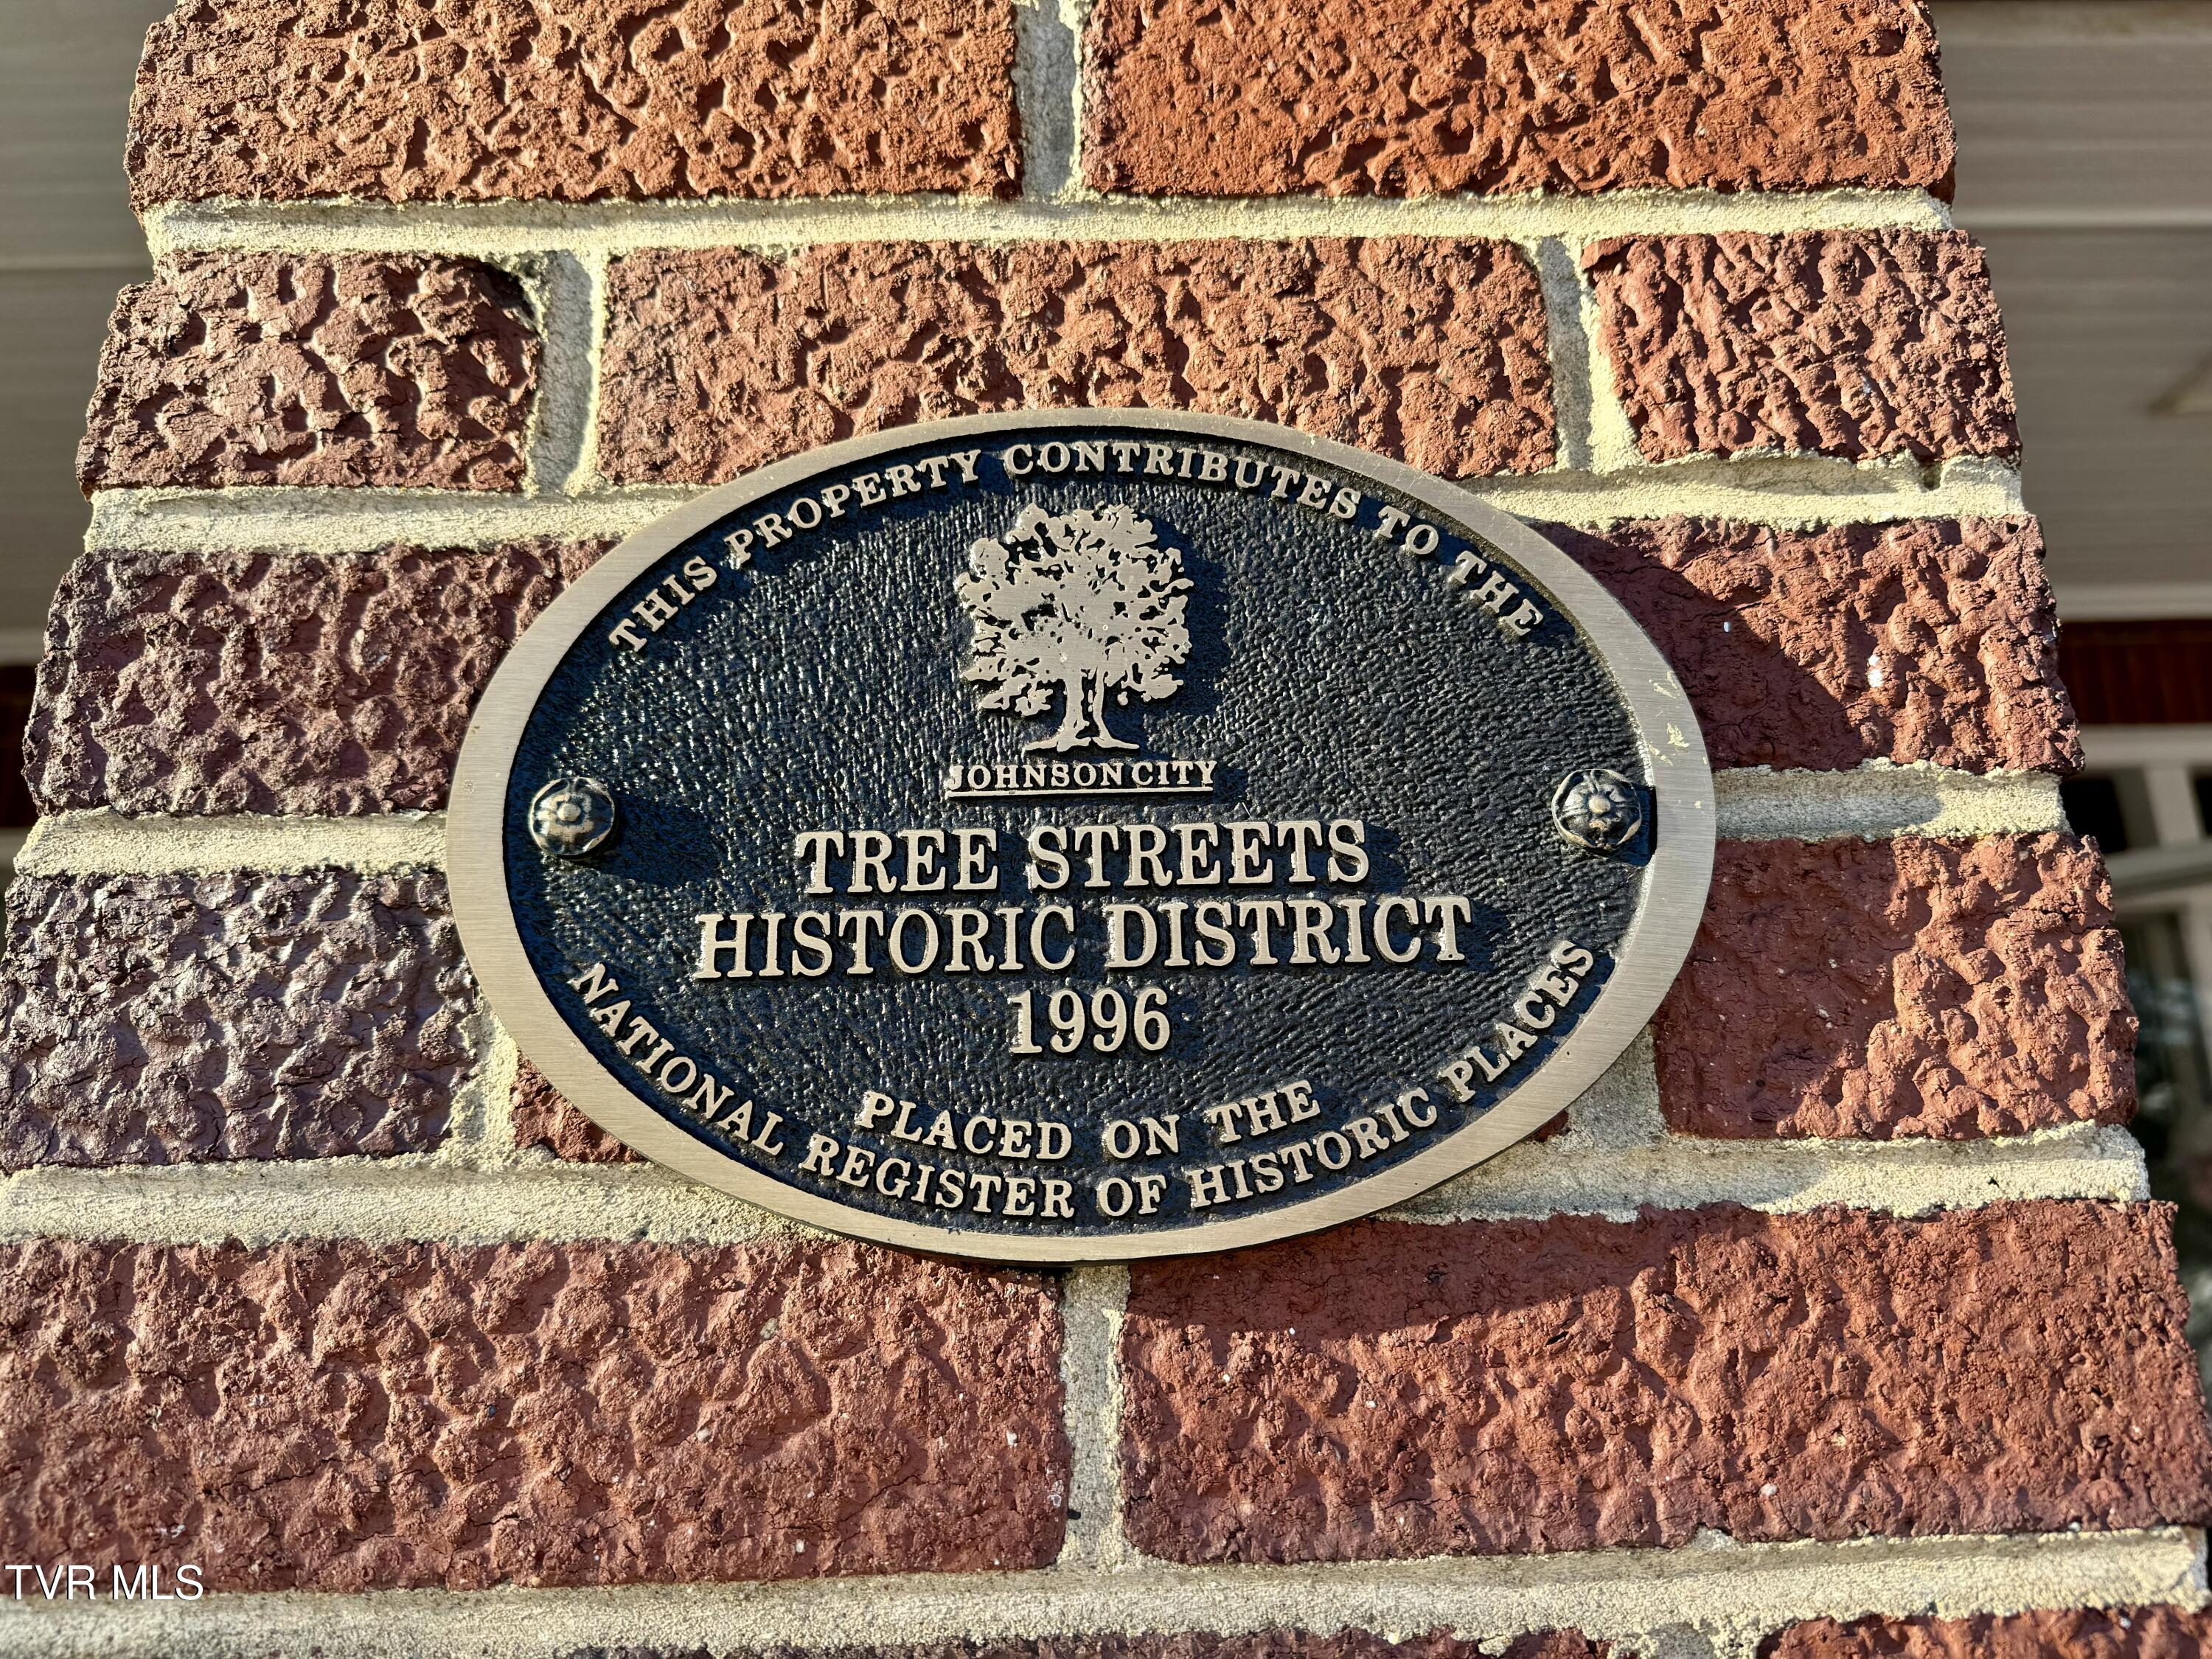 THIS PROPERTY CONTRIBUTES TO THE
JOHNSON CITY
TREE STREETS
HISTORIC DISTRICT
1996
PLACED ON THE
NATIONAL REGISTER OF HISTORIC PLACES
TVR MLS